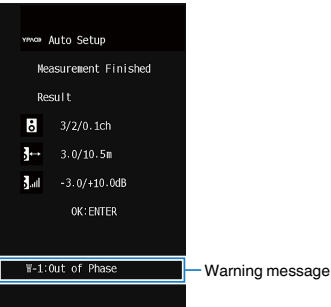 YPAO Auto Setup
Measurement Finished
Result
3/2/0.1ch
3.0/10.5m
-3.0/+10.0dB
OK:ENTER
W-1:Out of Phase
Warning message